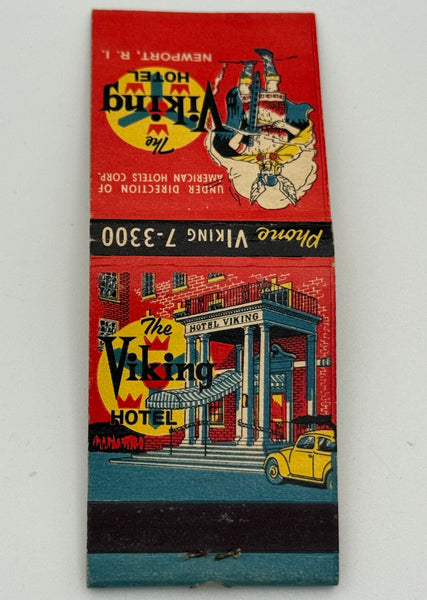 The
Viking
HOTEL
NEWPORT, R. I.
UNDER DIRECTION OF
AMERICAN HOTELS CORP.
Phone VIKING 7-3300
HOTEL VIKING
The
Viking
HOTEL